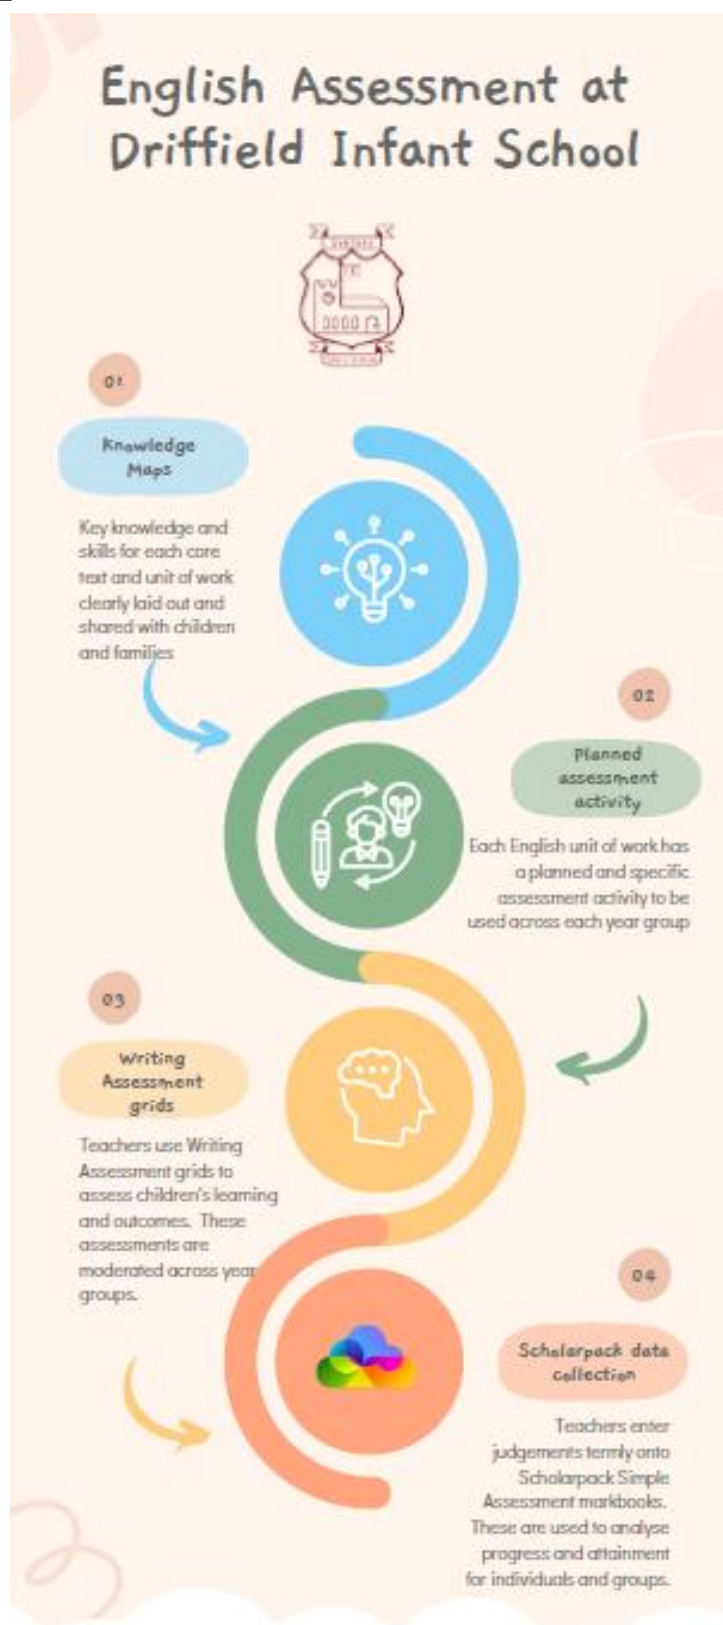 English Assessment at
Driffield Infant School
01
Knowledge
Maps
Key knowledge and
skills for each core
text and unit of work
clearly laid out and
shared with children
and families
02
Planned
assessment
activity
Each English unit of work has
a planned and specific
assessment activity to be
used across each year group
03
Writing
Assessment
grids
Teachers use Writing
Assessment grids to
assess children's learning
and outcomes. These
assessments are
moderated across year
groups.
04
Scholarpack data
collection
Teachers enter
judgements termly onto
Scholarpack Simple
Assessment markbooks.
These are used to analyse
progress and attainment
for individuals and groups.